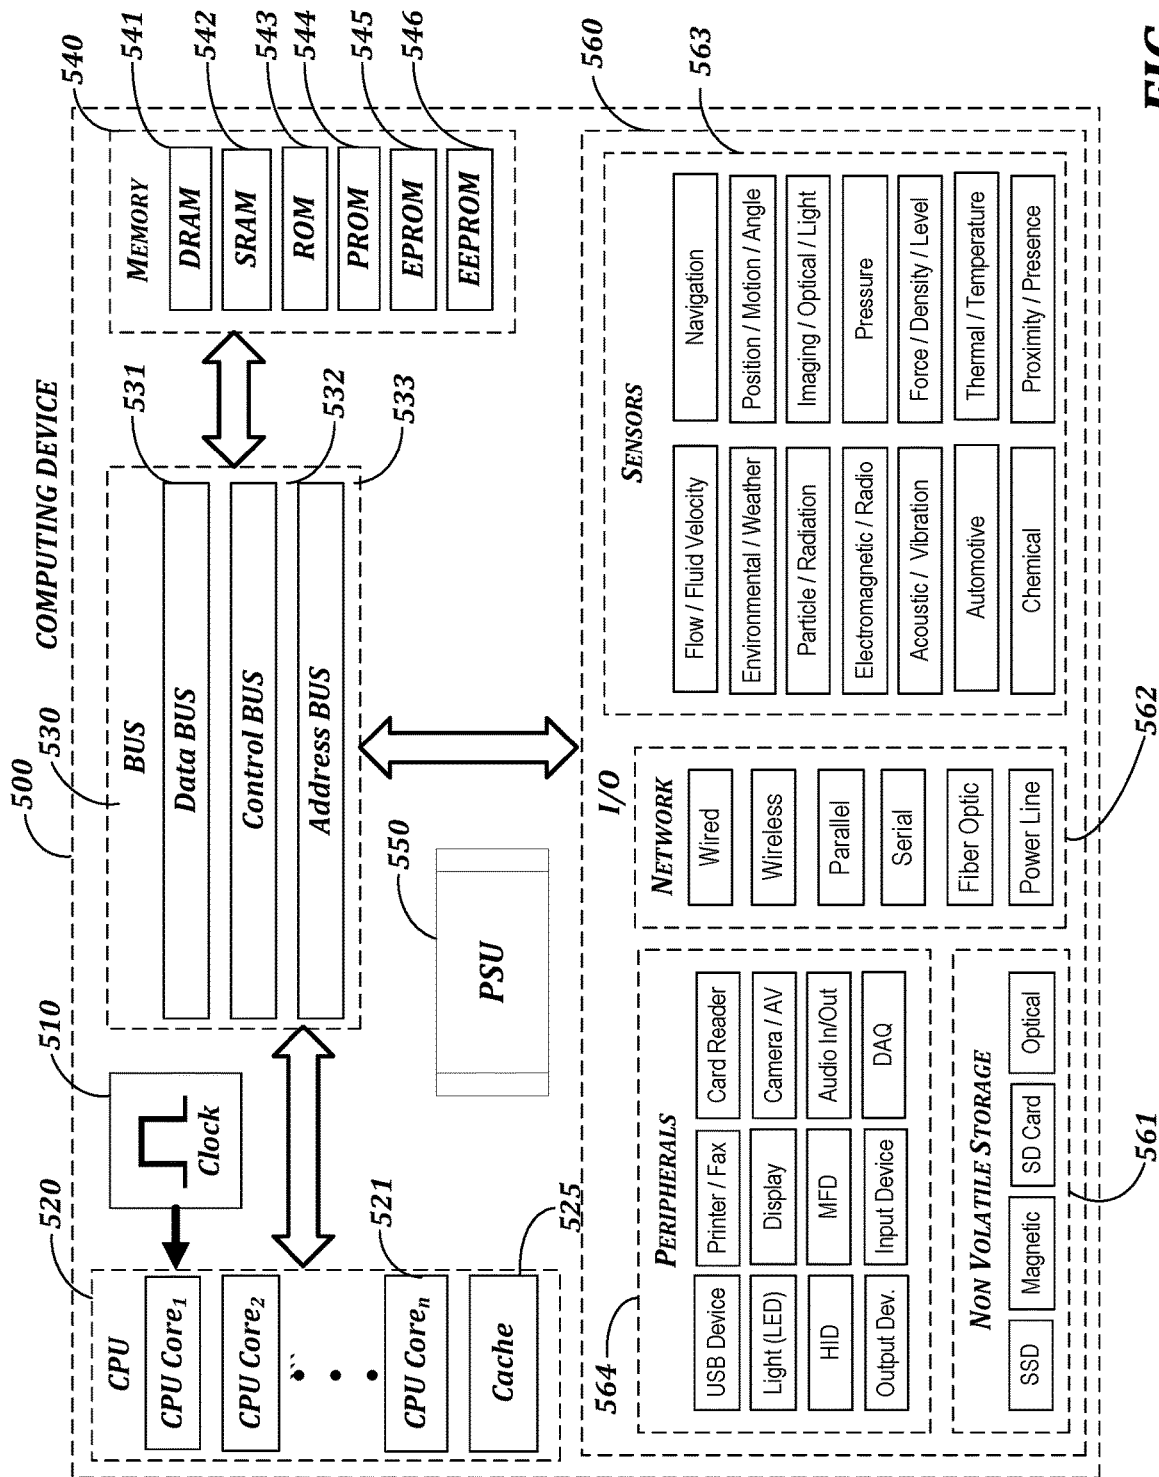 COMPUTING DEVICE
500
520
510
530
540
CPU
Clock
BUS
MEMORY
CPU Core1
CPU Core2
CPU Coren
521
Cache
525
Data BUS
531
Control BUS
532
Address BUS
533
DRAM
541
SRAM
542
ROM
543
PROM
544
EPROM
545
EEPROM
546
PSU
550
I/O
560
564
PERIPHERALS
USB Device
Printer / Fax
Card Reader
Light (LED)
Display
Camera / AV
HID
MFD
Audio In/Out
Output Dev.
Input Device
DAQ
NON VOLATILE STORAGE
SSD
Magnetic
SD Card
Optical
561
NETWORK
Wired
Wireless
Parallel
Serial
Fiber Optic
Power Line
562
SENSORS
563
Flow / Fluid Velocity
Navigation
Environmental / Weather
Position / Motion / Angle
Particle / Radiation
Imaging / Optical / Light
Electromagnetic / Radio
Pressure
Acoustic / Vibration
Force / Density / Level
Automotive
Thermal / Temperature
Chemical
Proximity / Presence